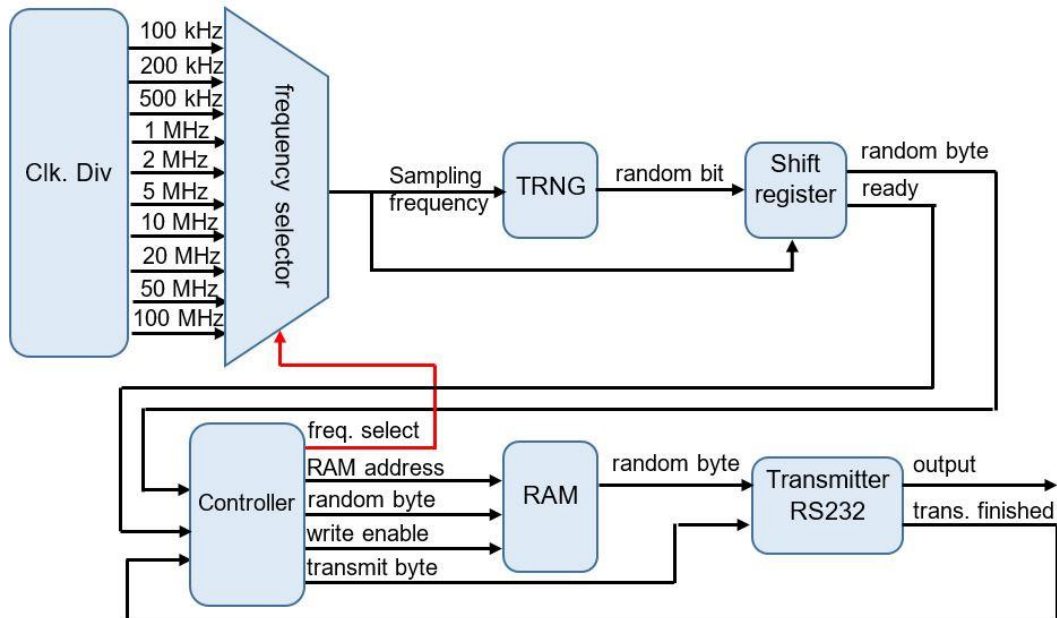 Clk. Div
100 kHz
200 kHz
500 kHz
1 MHz
2 MHz
5 MHz
10 MHz
20 MHz
50 MHz
100 MHz
frequency selector
Sampling
frequency
TRNG
random bit
Shift
register
random byte
ready
Controller
freq. select
RAM address
random byte
write enable
transmit byte
RAM
random byte
Transmitter
RS232
output
trans. finished